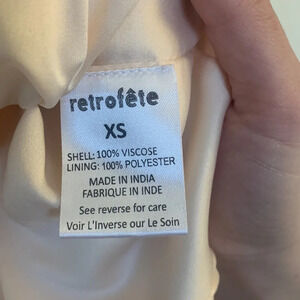 retrofête
XS
SHELL: 100% VISCOSE
LINING: 100% POLYESTER
MADE IN INDIA
FABRIQUE IN INDE
See reverse for care
Voir L'Inverse our Le Soin